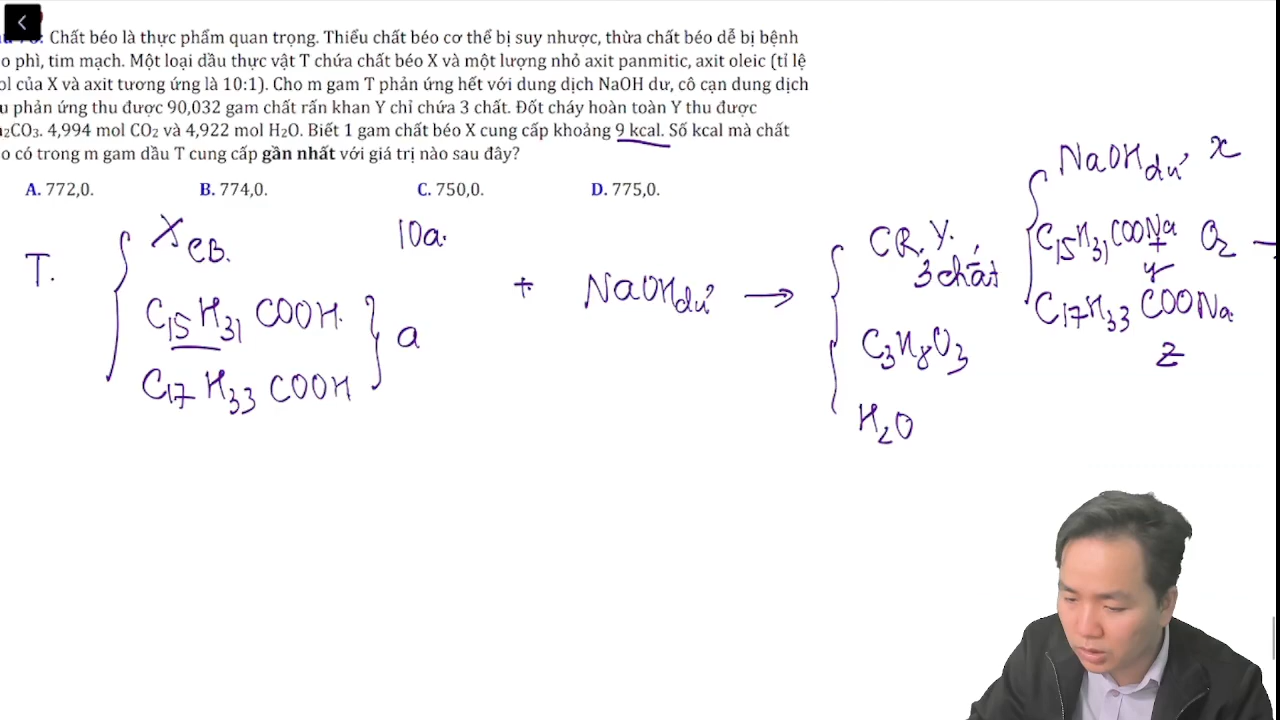 Chất béo là thực phẩm quan trọng. Thiểu chất béo cơ thể bị suy nhược, thừa chất béo dễ bị bệnh
o phì, tim mạch. Một loại dầu thực vật T chứa chất béo X và một lượng nhỏ axit panmitic, axit oleic (tỉ lệ
ol của X và axit tương ứng là 10:1). Cho m gam T phản ứng hết với dung dịch NaOH dư, cô cạn dung dịch
u phản ứng thu được 90,032 gam chất rắn khan Y chỉ chứa 3 chất. Đốt cháy hoàn toàn Y thu được
a₂CO₃. 4,994 mol CO₂ và 4,922 mol H₂O. Biết 1 gam chất béo X cung cấp khoảng 9 kcal. Số kcal mà chất
o có trong m gam dầu T cung cấp gần nhất với giá trị nào sau đây?
A. 772,0. B. 774,0. C. 750,0. D. 775,0.
T. X CB. 10a.
C₁₅H₃₁COOH.
C₁₇H₃₃COOH
a
+ NaOH dư →
CR. Y. 3 chất
C₃H₈O₃
H₂O
NaOH dư x
C₁₅H₃₁COONa y
C₁₇H₃₃COONa. z
+ O₂ →